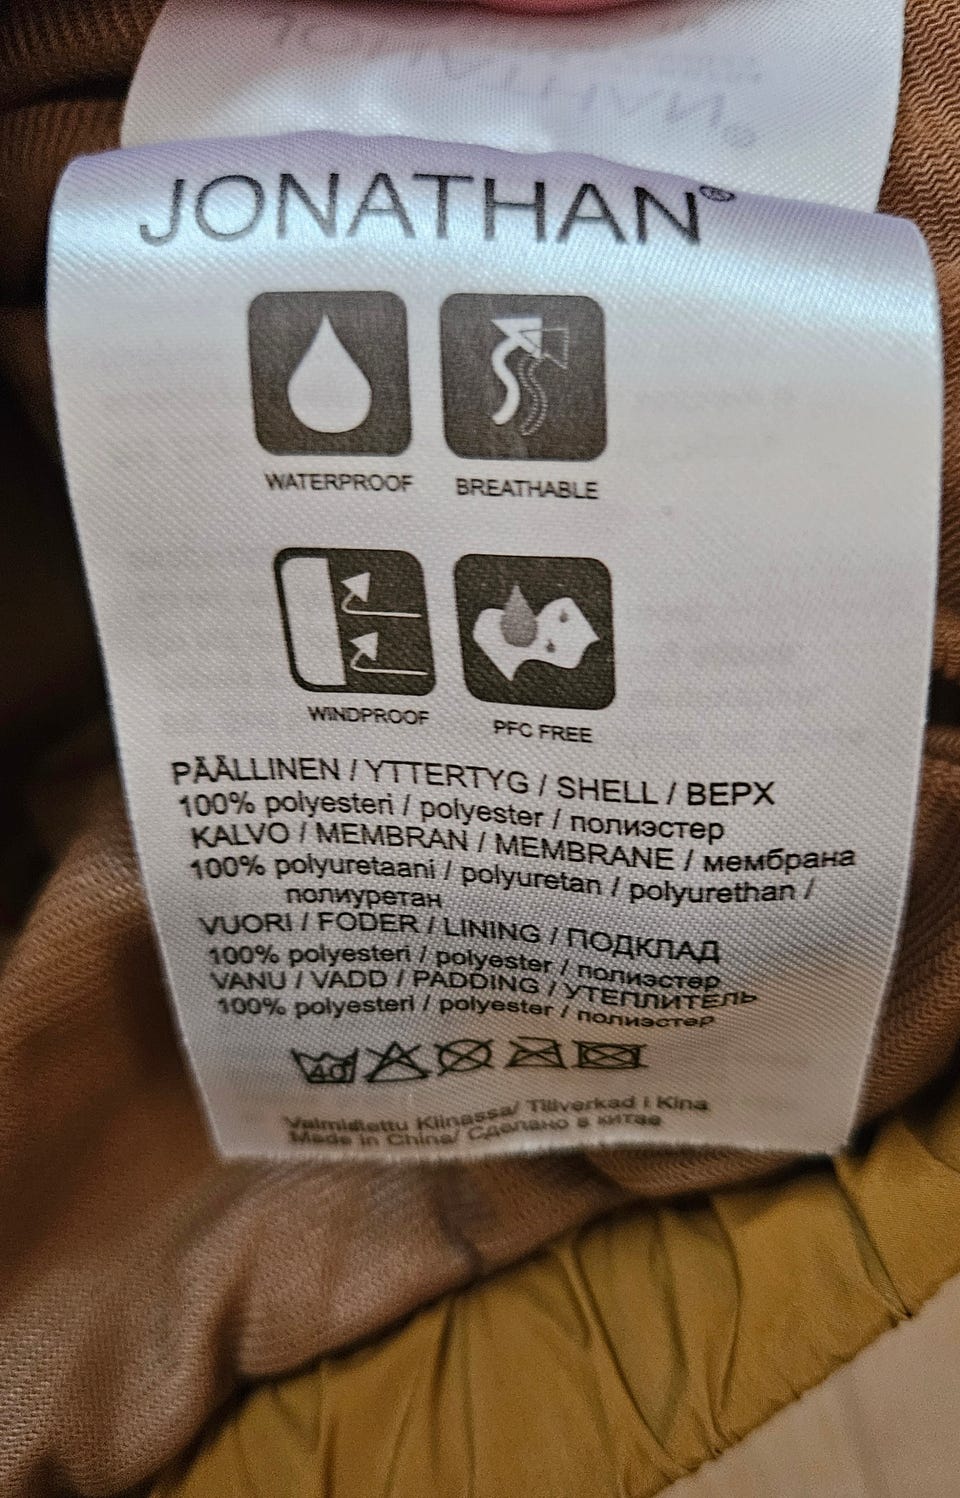 JONATHAN®
WATERPROOF BREATHABLE
WINDPROOF PFC FREE
PÄÄLLINEN / YTTERTYG / SHELL / ВЕРХ
100% polyesteri / polyester / полиэстер
KALVO / MEMBRAN / MEMBRANE / мембрана
100% polyuretaani / polyuretan / polyurethan /
полиуретан
VUORI / FODER / LINING / ПОДКЛАД
100% polyesteri / polyester / полиэстер
VANU / VADD / PADDING / УТЕПЛИТЕЛЬ
100% polyesteri / polyester / полиэстер
40
Valmistettu Kiinassa/ Tillverkad i Kina
Made in China/ Сделано в китае